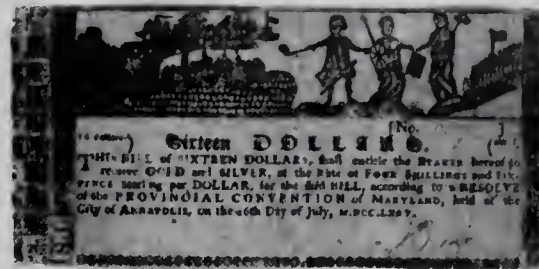 [No. ]
Sixteen DOLLARS.
THIS BILL of SIXTEEN DOLLARS, shall entitle the BEARER hereof to
receive GOLD and SILVER, at the Rate of FOUR SHILLINGS and SIX-
PENCE sterling per DOLLAR, for the said BILL, according to a RESOLVE
of the PROVINCIAL CONVENTION of MARYLAND, held at the
City of ANNAPOLIS, on the 26th Day of July, M.DCC.LXXV.